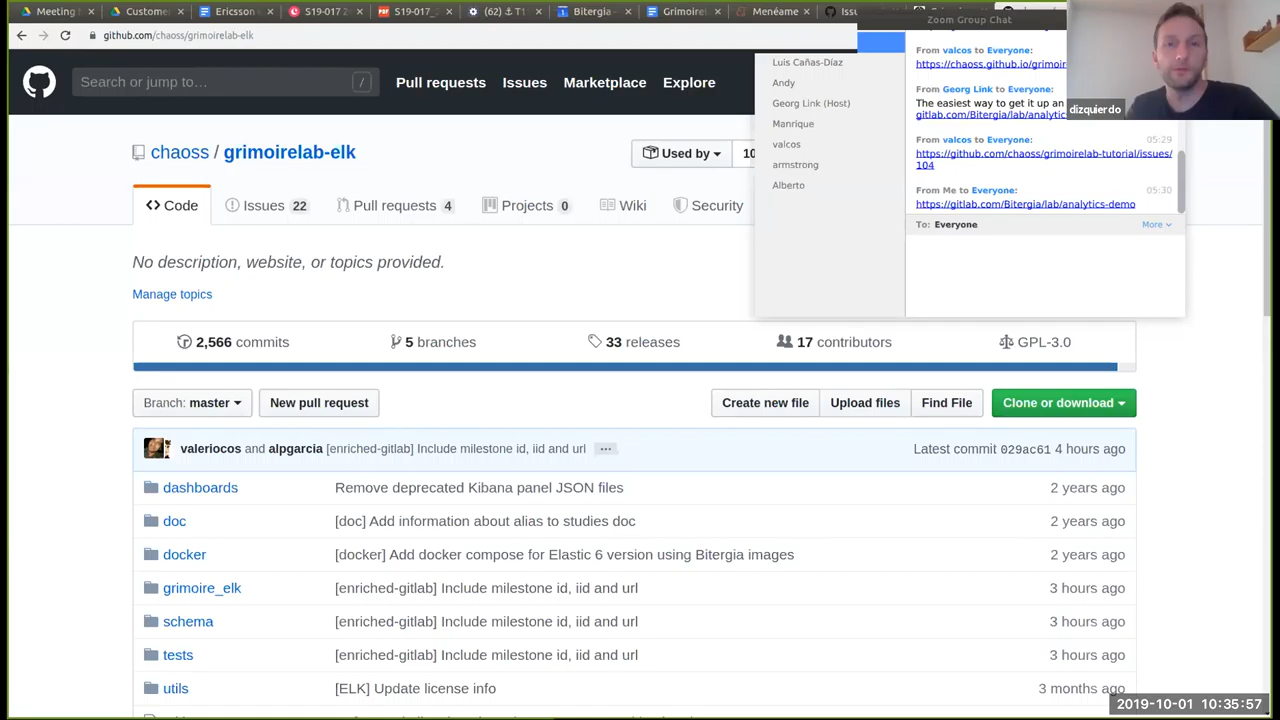 Meeting N
Customer
Ericsson
S19-017 2
S19-017_
(62) ⚓ T1
Bitergia -
Grimoirel
Menéame
Issu
github.com/chaoss/grimoirelab-elk
Zoom Group Chat
Search or jump to…
/
Pull requests
Issues
Marketplace
Explore
Luis Cañas-Díaz
Andy
Georg Link (Host)
Manrique
valcos
armstrong
Alberto
From valcos to Everyone:
https://chaoss.github.io/grimoir
From Georg Link to Everyone:
The easiest way to get it up an
gitlab.com/Bitergia/lab/analytic
From valcos to Everyone: 05:29
https://github.com/chaoss/grimoirelab-tutorial/issues/
104
From Me to Everyone: 05:30
https://gitlab.com/Bitergia/lab/analytics-demo
To: Everyone
More
dizquierdo
chaoss / grimoirelab-elk
Used by
10
Code
Issues 22
Pull requests 4
Projects 0
Wiki
Security
No description, website, or topics provided.
Manage topics
2,566 commits
5 branches
33 releases
17 contributors
GPL-3.0
Branch: master
New pull request
Create new file
Upload files
Find File
Clone or download
valeriocos and alpgarcia [enriched-gitlab] Include milestone id, iid and url ...
Latest commit 029ac61 4 hours ago
dashboards Remove deprecated Kibana panel JSON files 2 years ago
doc [doc] Add information about alias to studies doc 2 years ago
docker [docker] Add docker compose for Elastic 6 version using Bitergia images 2 years ago
grimoire_elk [enriched-gitlab] Include milestone id, iid and url 3 hours ago
schema [enriched-gitlab] Include milestone id, iid and url 3 hours ago
tests [enriched-gitlab] Include milestone id, iid and url 3 hours ago
utils [ELK] Update license info 3 months ago
2019-10-01 10:35:57